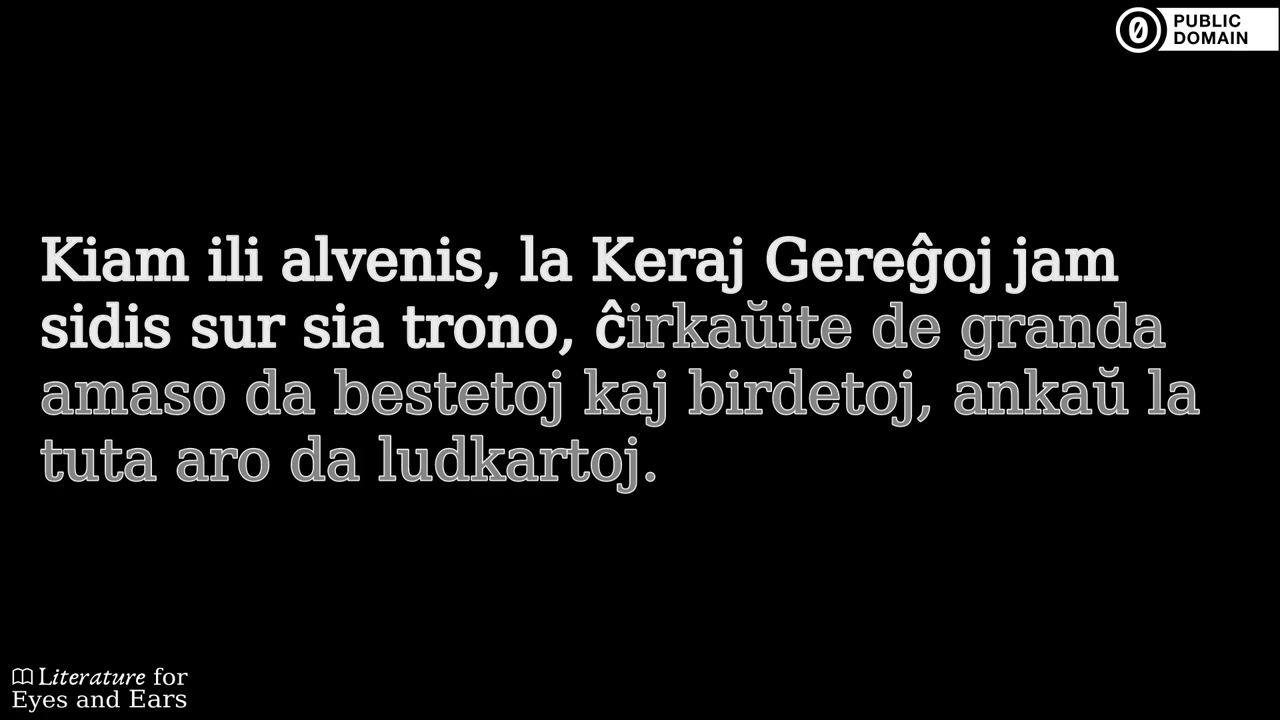 PUBLIC
DOMAIN
Kiam ili alvenis, la Keraj Gereĝoj jam
sidis sur sia trono, ĉirkaŭite de granda
amaso da bestetoj kaj birdetoj, ankaŭ la
tuta aro da ludkartoj.
Literature for
Eyes and Ears